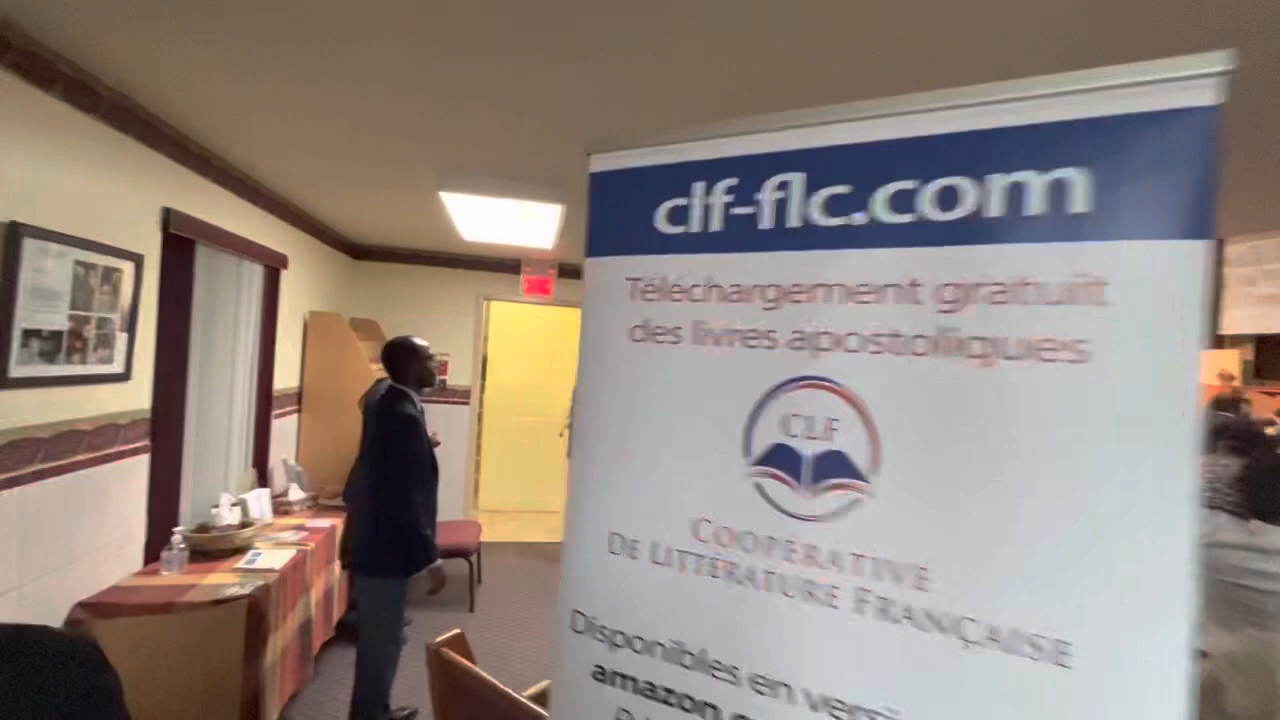 clf-flc.com
Téléchargement gratuit
des livres apostoliques
CLF
COOPÉRATIVE
DE LITTÉRATURE FRANÇAISE
Disponibles en
amazon